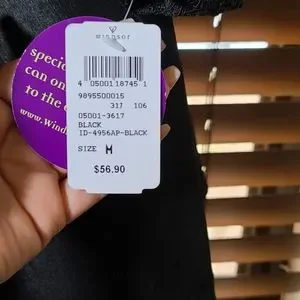 windsor
4 05001 18745 1
9895500015
317 106
05001-3617
BLACK
ID-4956AP-BLACK
SIZE M
$56.90
can on
to the
www.Wind